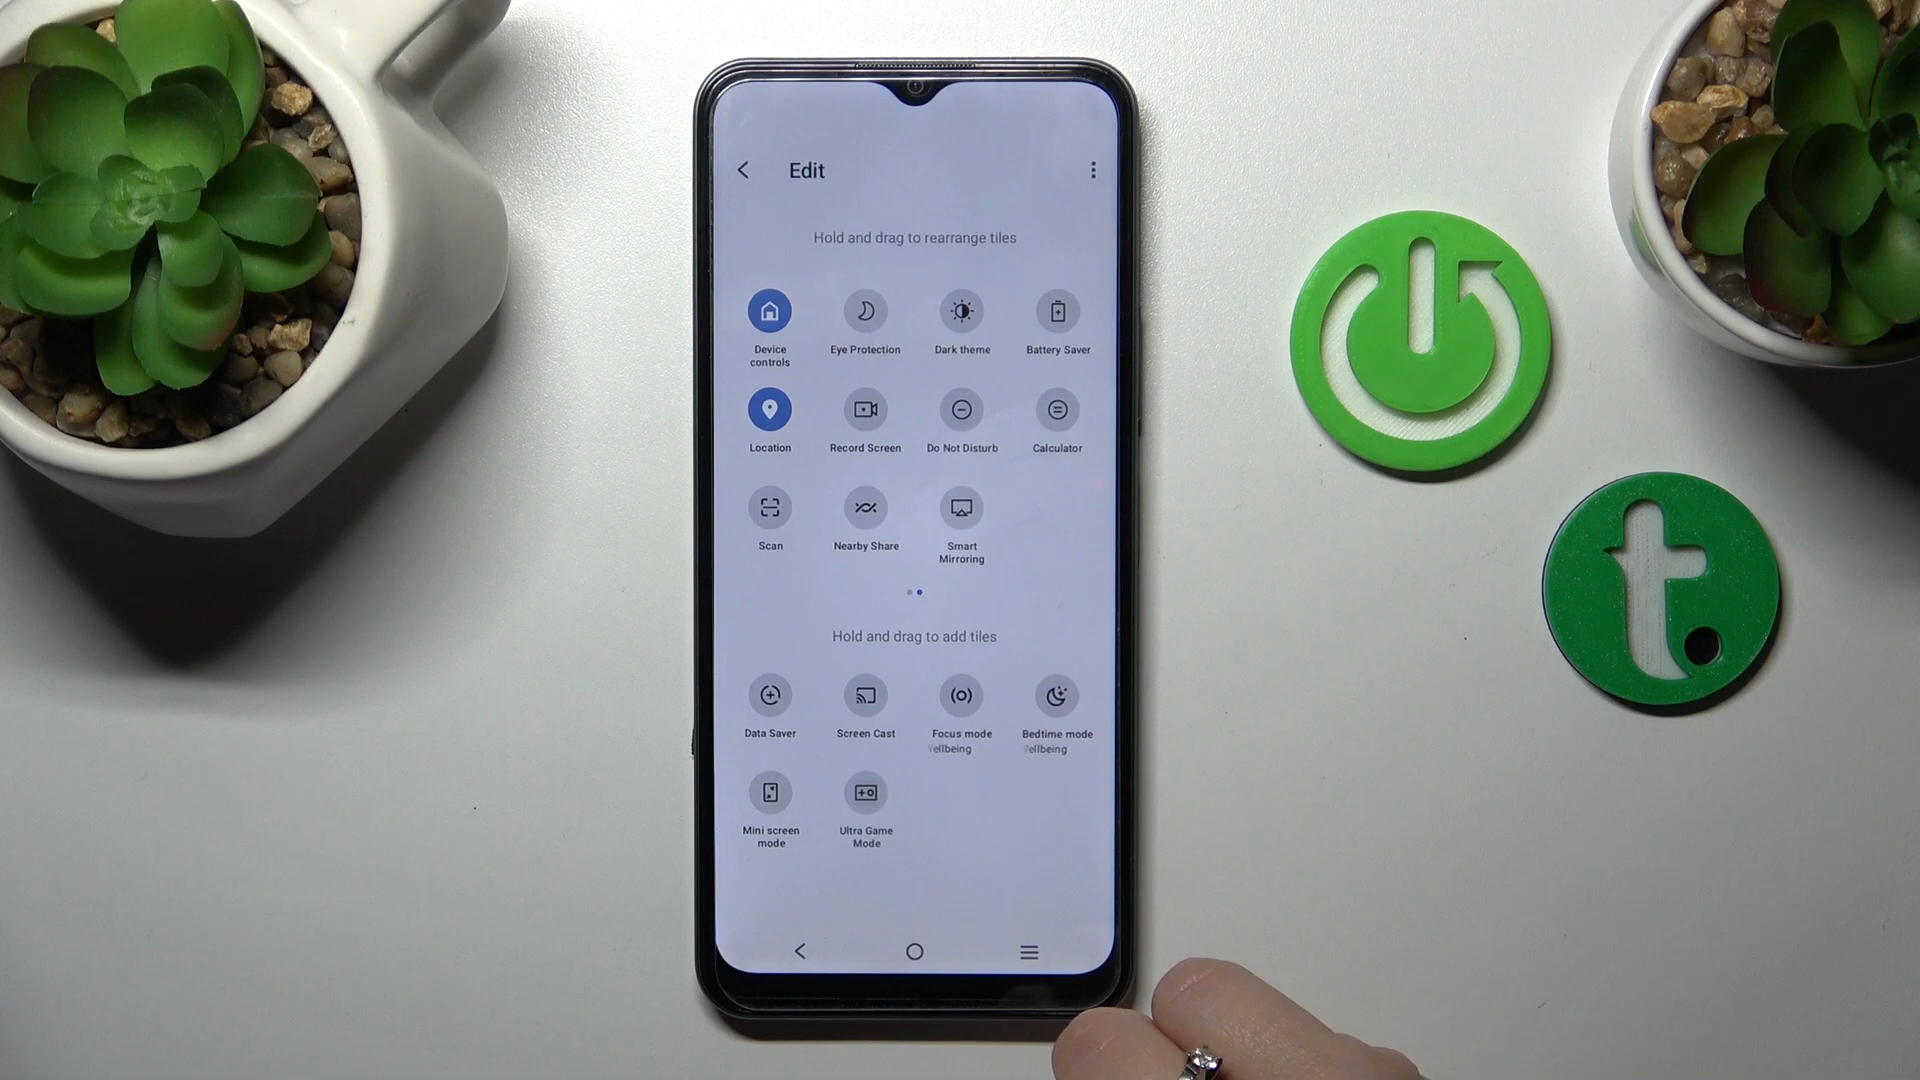 Edit
Hold and drag to rearrange tiles
Device controls
Eye Protection
Dark theme
Battery Saver
Location
Record Screen
Do Not Disturb
Calculator
Scan
Nearby Share
Smart Mirroring
Hold and drag to add tiles
Data Saver
Screen Cast
Focus mode
ellbeing
Bedtime mode
ellbeing
Mini screen mode
Ultra Game Mode
t.